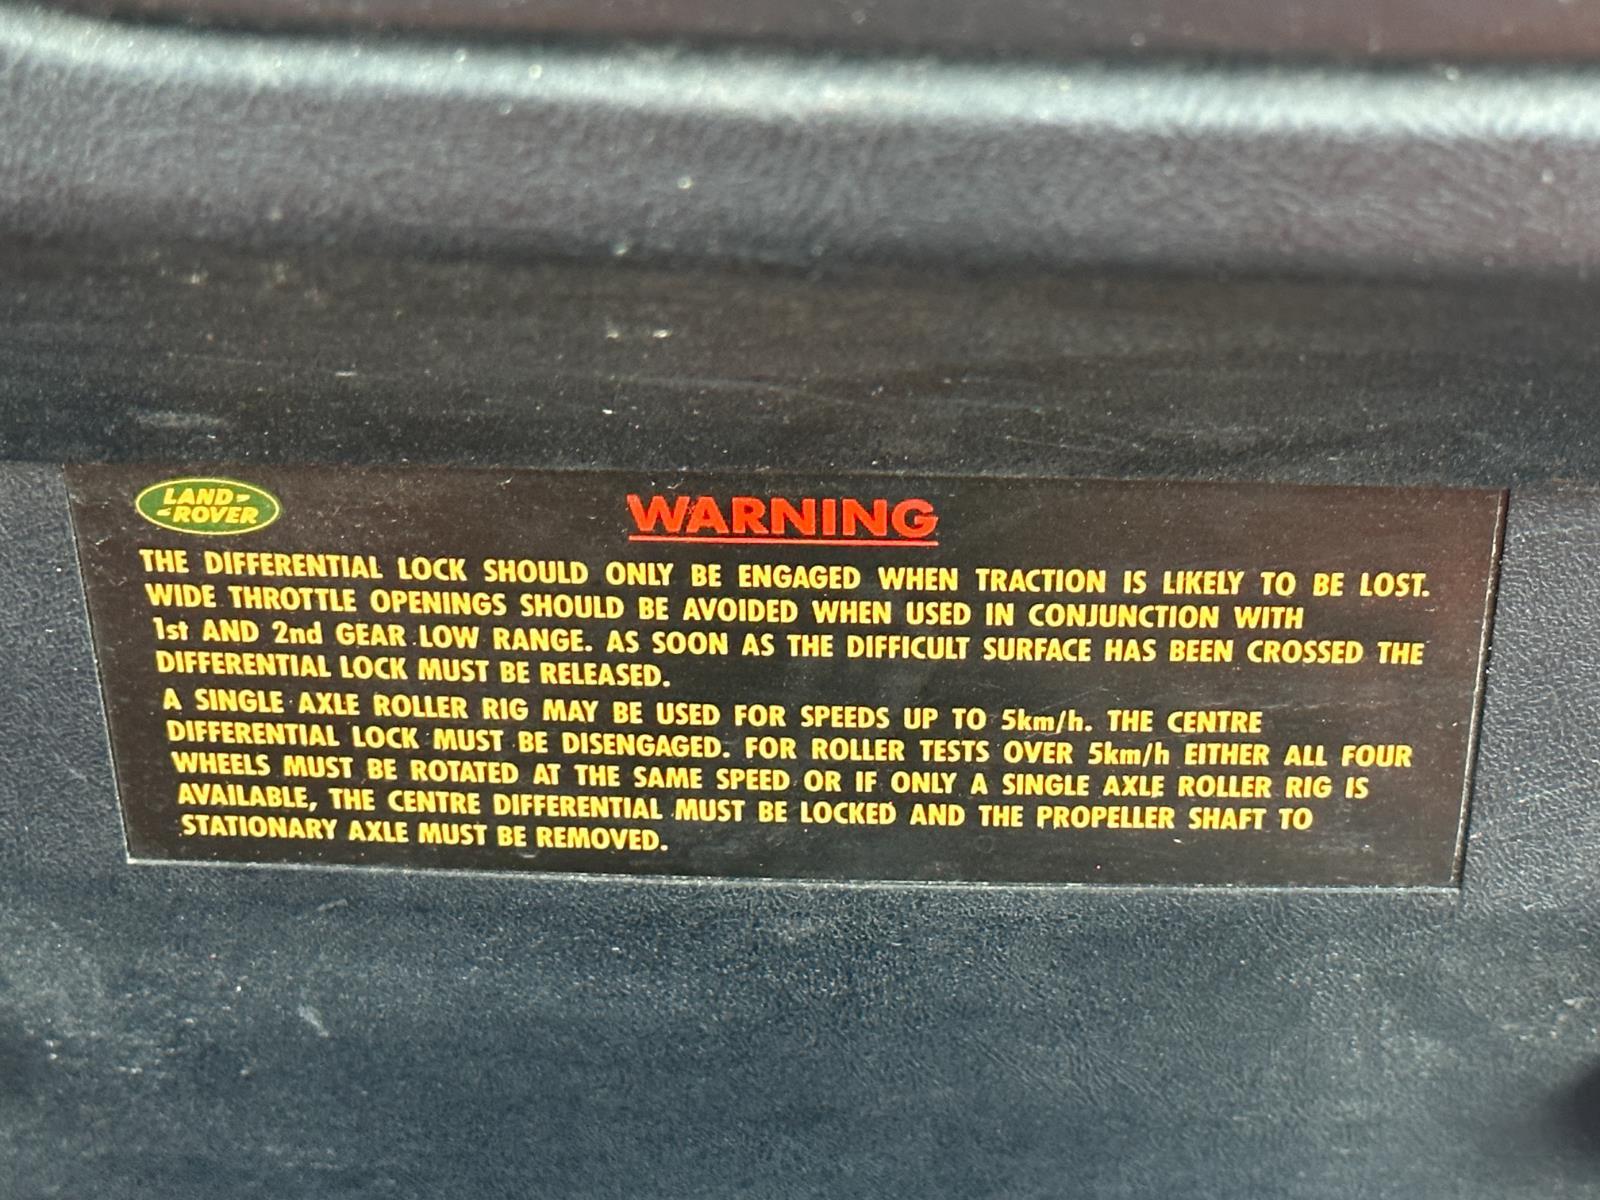 LAND-
-ROVER
WARNING
THE DIFFERENTIAL LOCK SHOULD ONLY BE ENGAGED WHEN TRACTION IS LIKELY TO BE LOST.
WIDE THROTTLE OPENINGS SHOULD BE AVOIDED WHEN USED IN CONJUNCTION WITH
1st AND 2nd GEAR LOW RANGE. AS SOON AS THE DIFFICULT SURFACE HAS BEEN CROSSED THE
DIFFERENTIAL LOCK MUST BE RELEASED.
A SINGLE AXLE ROLLER RIG MAY BE USED FOR SPEEDS UP TO 5km/h. THE CENTRE
DIFFERENTIAL LOCK MUST BE DISENGAGED. FOR ROLLER TESTS OVER 5km/h EITHER ALL FOUR
WHEELS MUST BE ROTATED AT THE SAME SPEED OR IF ONLY A SINGLE AXLE ROLLER RIG IS
AVAILABLE, THE CENTRE DIFFERENTIAL MUST BE LOCKED AND THE PROPELLER SHAFT TO
STATIONARY AXLE MUST BE REMOVED.